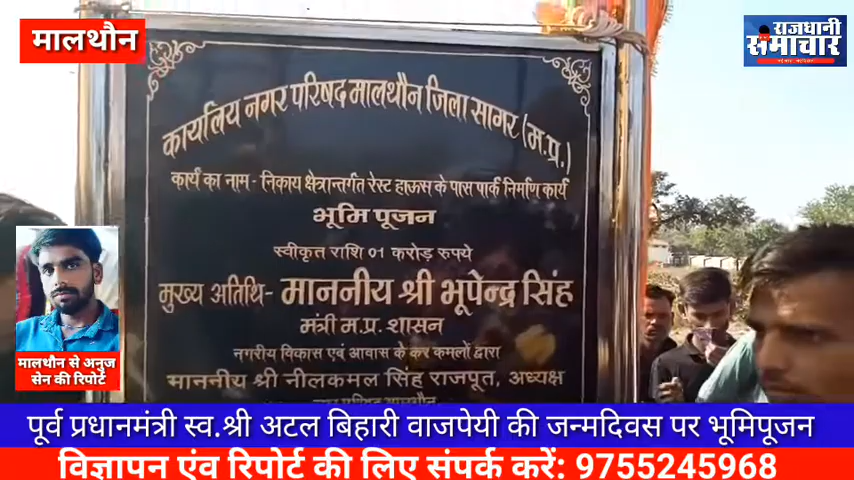 मालथौन
राजधानी
समाचार
कार्यालय नगर परिषद मालथौन जिला सागर (म.प्र.)
कार्य का नाम - निकाय क्षेत्रान्तर्गत रेस्ट हाऊस के पास पार्क निर्माण कार्य
भूमि पूजन
स्वीकृत राशि 01 करोड़ रुपये
मुख्य अतिथि- माननीय श्री भूपेन्द्र सिंह
मंत्री म.प्र. शासन
नगरीय विकास एवं आवास के कर कमलों द्वारा
माननीय श्री नीलकमल सिंह राजपूत, अध्यक्ष
मालथौन से अनुज
सेन की रिपोर्ट
पूर्व प्रधानमंत्री स्व.श्री अटल बिहारी वाजपेयी की जन्मदिवस पर भूमिपूजन
विज्ञापन एंव रिपोर्ट की लिए संपर्क करें: 9755245968